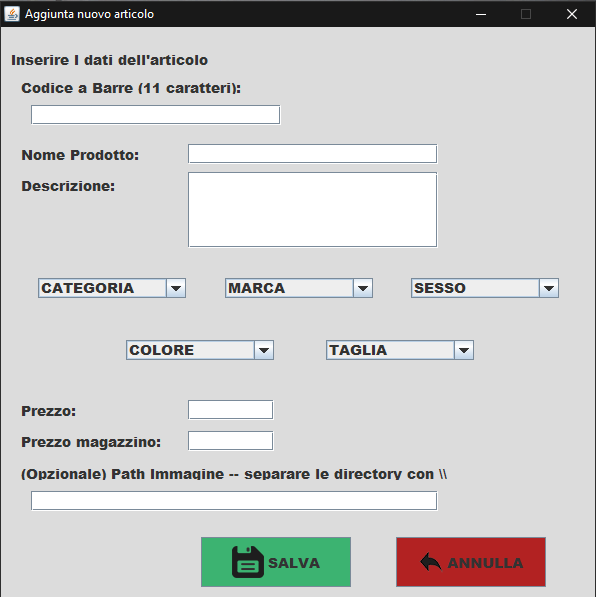 Aggiunta nuovo articolo
Inserire I dati dell'articolo
Codice a Barre (11 caratteri):
Nome Prodotto:
Descrizione:
CATEGORIA MARCA SESSO
COLORE TAGLIA
Prezzo:
Prezzo magazzino:
(Opzionale) Path Immagine -- separare le directory con \\
SALVA ANNULLA